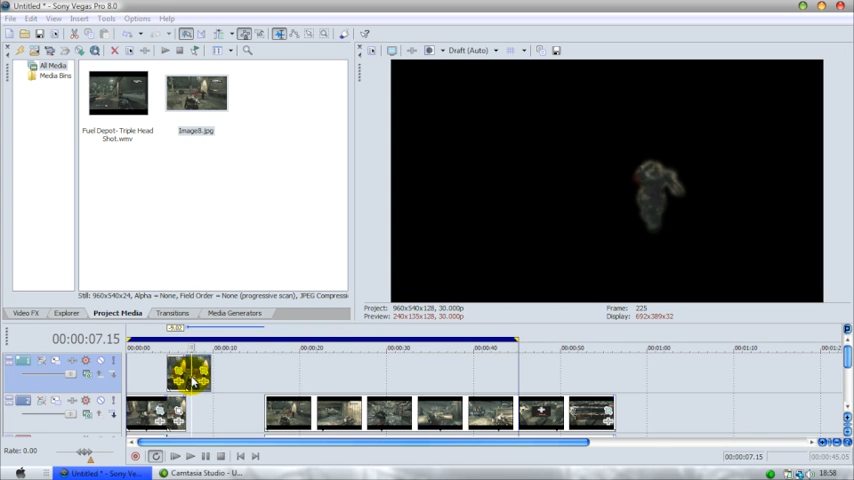 Untitled * - Sony Vegas Pro 8.0
File Edit View Insert Tools Options Help
Draft (Auto)
All Media
Media Bins
Fuel Depot- Triple Head Shot.wmv
Image8.jpg
Still: 960x540x24, Alpha = None, Field Order = None (progressive scan), JPEG Compressi
Video FX Explorer Project Media Transitions Media Generators
Project: 960x540x128, 30.000p
Preview: 240x135x128, 30.000p
Frame: 225
Display: 692x389x32
00:00:07.15
00:00:00 00:00:10 00:00:20 00:00:30 00:00:40 00:00:50 00:01:00 00:01:10 00:01:2
Rate: 0.00
00:00:07.15
00:00:45.05
Untitled * - Sony Ve...
Camtasia Studio - U...
18:58